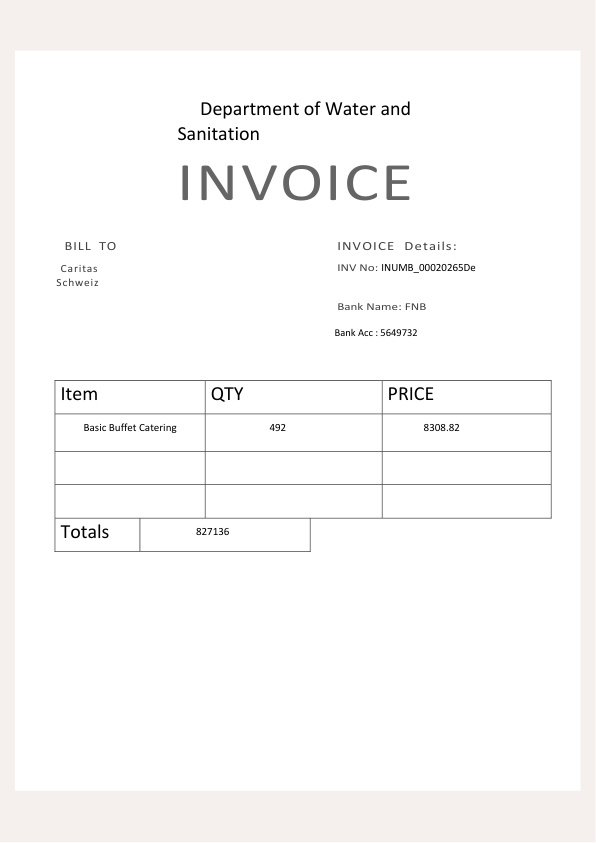 Department of Water and
Sanitation
INVOICE
BILL TO
Caritas
Schweiz
INVOICE Details:
INV No: INUMB_00020265De
Bank Name: FNB
Bank Acc : 5649732
Item QTY PRICE
Basic Buffet Catering 492 8308.82
Totals 827136